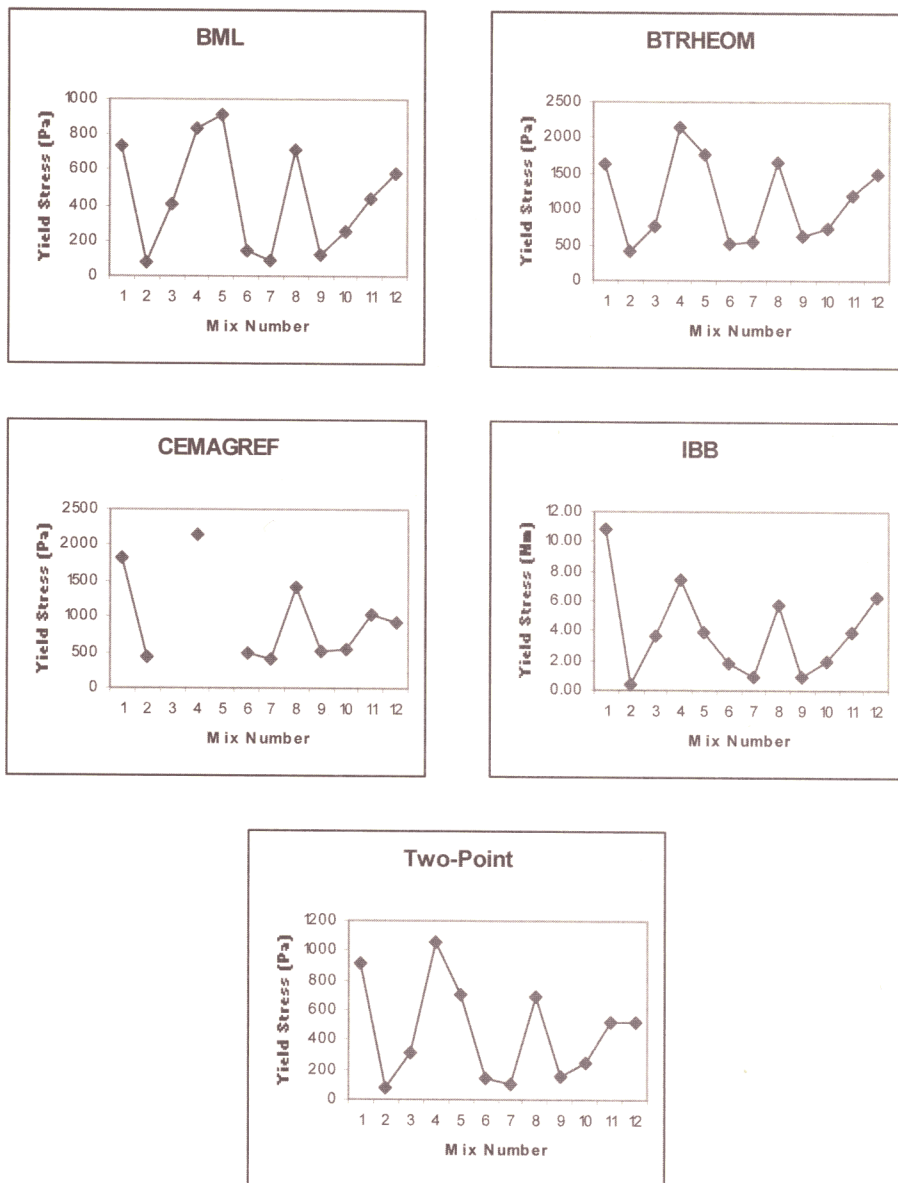 BML
Yield Stress (Pa)
1000
800
600
400
200
0
1 2 3 4 5 6 7 8 9 10 11 12
Mix Number
BTRHEOM
Yield Stress (Pa)
2500
2000
1500
1000
500
0
1 2 3 4 5 6 7 8 9 10 11 12
Mix Number
CEMAGREF
Yield Stress (Pa)
2500
2000
1500
1000
500
0
1 2 3 4 5 6 7 8 9 10 11 12
Mix Number
IBB
Yield Stress (Nm)
12.00
10.00
8.00
6.00
4.00
2.00
0.00
1 2 3 4 5 6 7 8 9 10 11 12
Mix Number
Two-Point
Yield Stress (Pa)
1200
1000
800
600
400
200
0
1 2 3 4 5 6 7 8 9 10 11 12
Mix Number